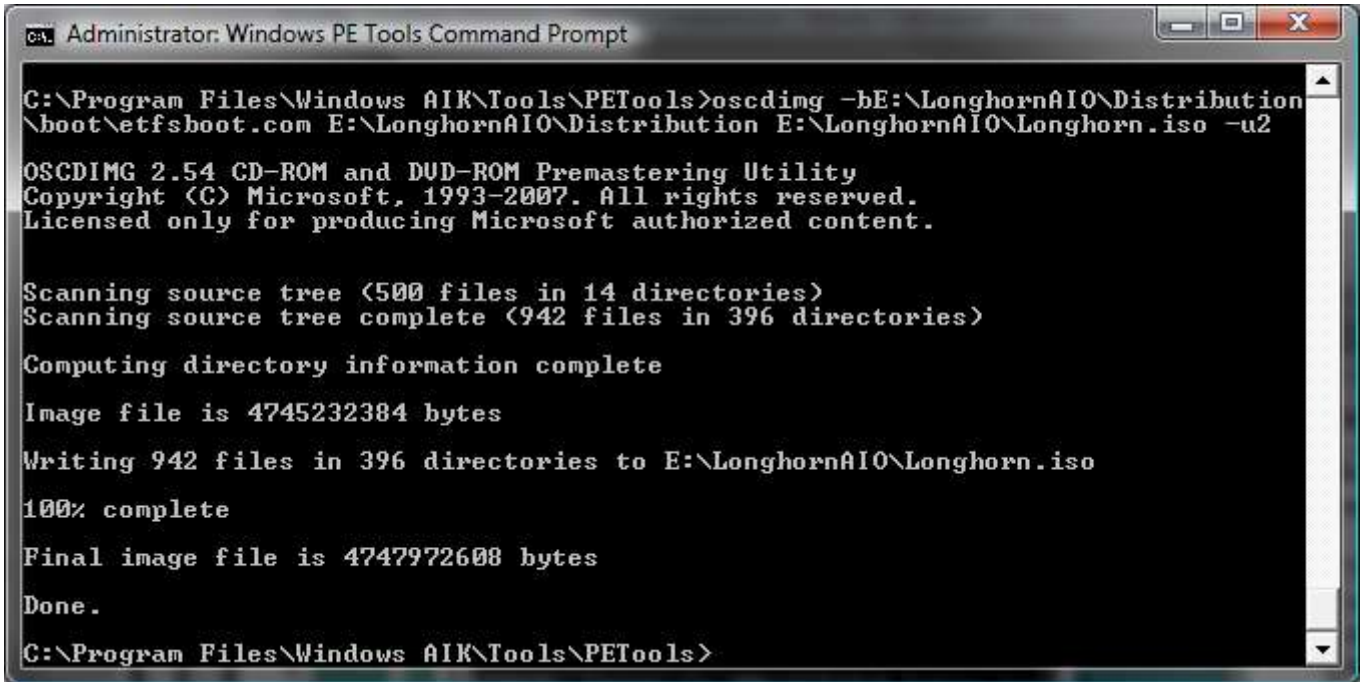 Administrator: Windows PE Tools Command Prompt
C:\Program Files\Windows AIK\Tools\PETools>oscdimg -bE:\LonghornAIO\Distribution
\boot\etfsboot.com E:\LonghornAIO\Distribution E:\LonghornAIO\Longhorn.iso -u2
OSCDIMG 2.54 CD-ROM and DVD-ROM Premastering Utility
Copyright (C) Microsoft, 1993-2007. All rights reserved.
Licensed only for producing Microsoft authorized content.
Scanning source tree (500 files in 14 directories)
Scanning source tree complete (942 files in 396 directories)
Computing directory information complete
Image file is 4745232384 bytes
Writing 942 files in 396 directories to E:\LonghornAIO\Longhorn.iso
100% complete
Final image file is 4747972608 bytes
Done.
C:\Program Files\Windows AIK\Tools\PETools>